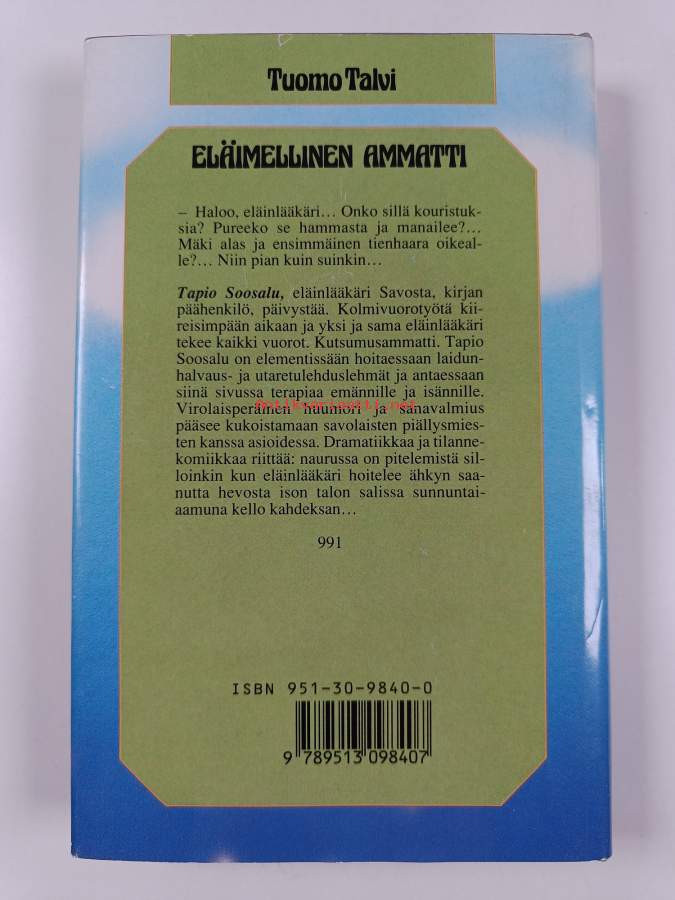 Tuomo Talvi
ELÄIMELLINEN AMMATTI
– Haloo, eläinlääkäri… Onko sillä kouristuk-
sia? Pureeko se hammasta ja manailee?…
Mäki alas ja ensimmäinen tienhaara oikeal-
le?… Niin pian kuin suinkin…
Tapio Soosalu, eläinlääkäri Savosta, kirjan
päähenkilö, päivystää. Kolmivuorotyötä kii-
reisimpään aikaan ja yksi ja sama eläinlääkäri
tekee kaikki vuorot. Kutsumusammatti. Tapio
Soosalu on elementissään hoitaessaan laidun-
halvaus- ja utaretulehduslehmät ja antaessaan
siinä sivussa terapiaa emännille ja isännille.
Virolaisperäinen huumori ja sanavalmius
pääsee kukoistamaan savolaisten piällysmies-
ten kanssa asioidessa. Dramatiikkaa ja tilanne-
komiikkaa riittää: naurussa on pitelemistä sil-
loinkin kun eläinlääkäri hoitelee ähkyn saa-
nutta hevosta ison talon salissa sunnuntai-
aamuna kello kahdeksan…
991
ISBN 951-30-9840-0
9 789513 098407